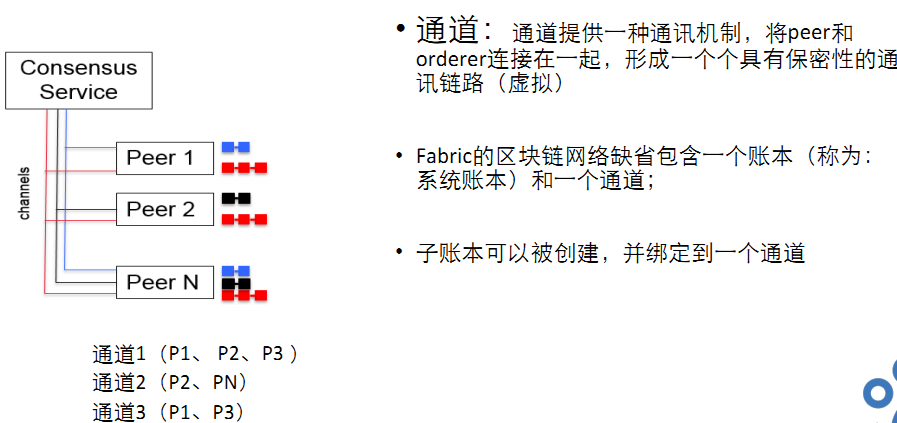 Consensus
Service
channels
Peer 1
Peer 2
Peer N
通道1（P1、 P2、P3 ）
通道2（P2、PN）
通道3（P1、P3）
• 通道： 通道提供一种通讯机制，将peer和
orderer连接在一起，形成一个个具有保密性的通
讯链路（虚拟）
• Fabric的区块链网络缺省包含一个账本（称为：
系统账本）和一个通道；
• 子账本可以被创建，并绑定到一个通道